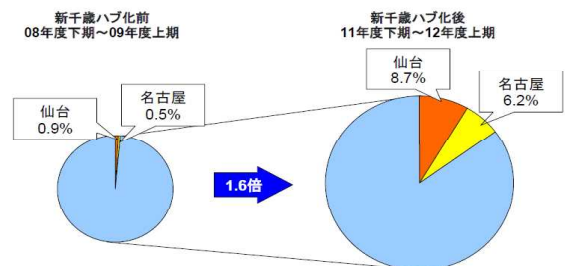 新千歳ハブ化前
08年度下期～09年度上期
仙台
0.9%
名古屋
0.5%
1.6倍
新千歳ハブ化後
11年度下期～12年度上期
仙台
8.7%
名古屋
6.2%